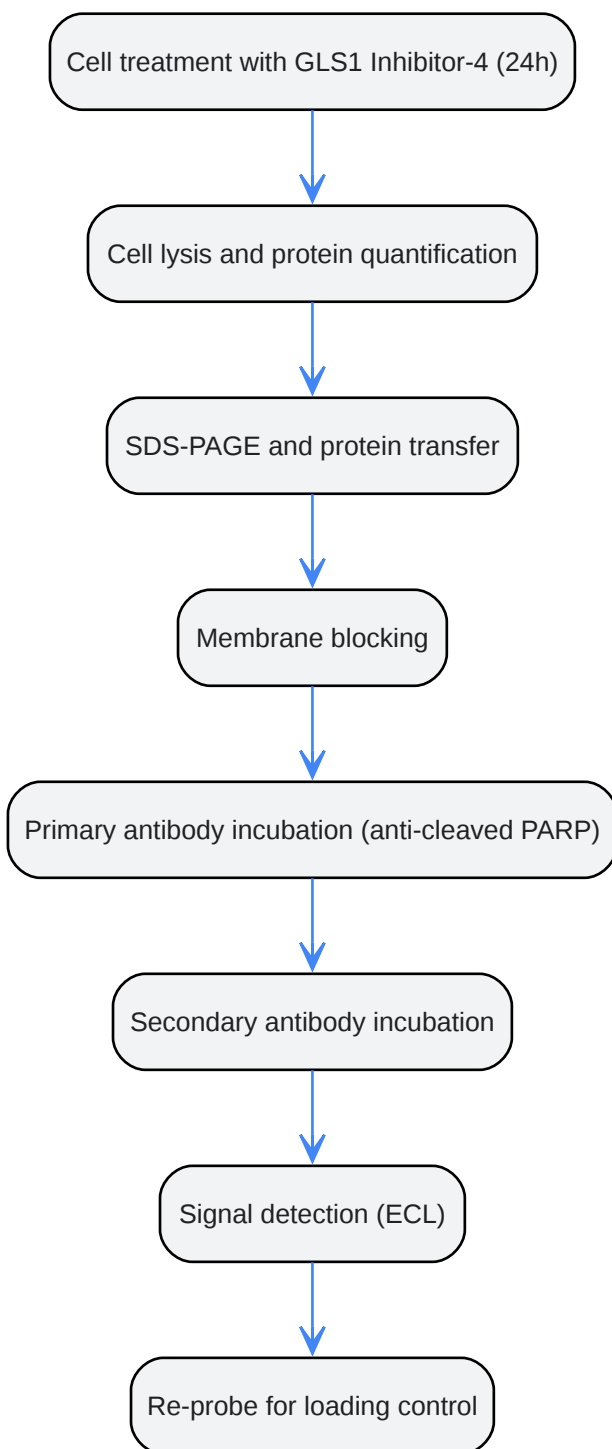 Cell treatment with GLS1 Inhibitor-4 (24h)
Cell lysis and protein quantification
SDS-PAGE and protein transfer
Membrane blocking
Primary antibody incubation (anti-cleaved PARP)
Secondary antibody incubation
Signal detection (ECL)
Re-probe for loading control